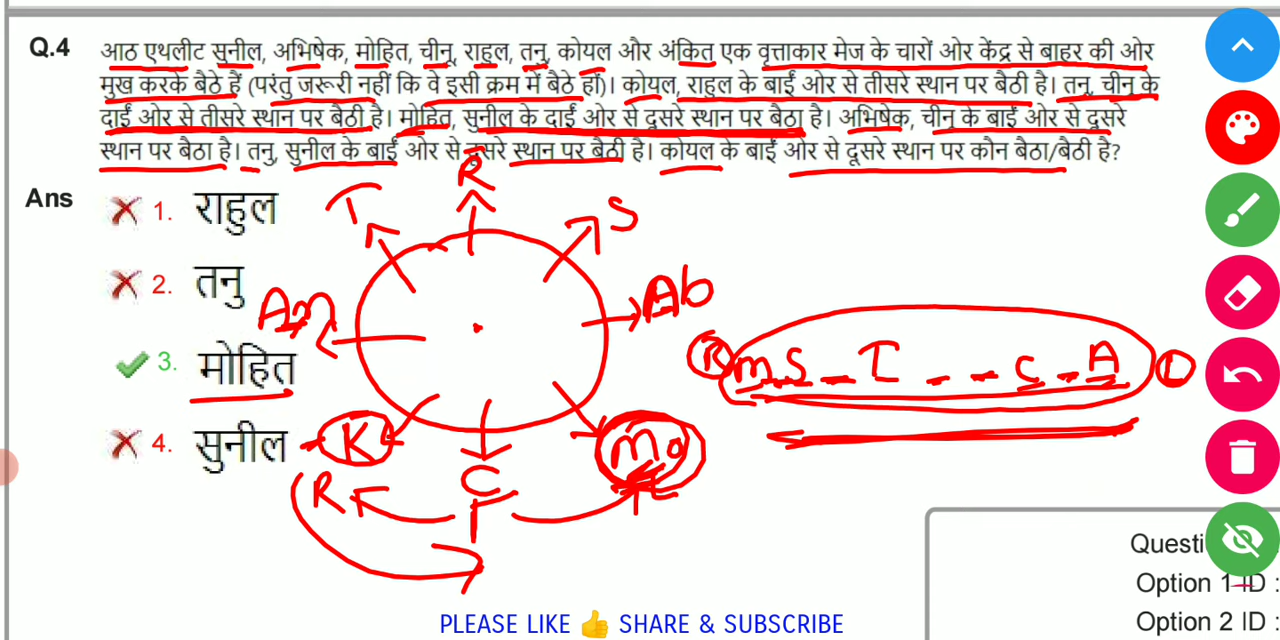 Q.4 आठ एथलीट सुनील, अभिषेक, मोहित, चीनू, राहुल, तनु, कोयल और अंकित एक वृत्ताकार मेज के चारों ओर केंद्र से बाहर की ओर
मुख करके बैठे हैं (परंतु जरूरी नहीं कि वे इसी क्रम में बैठे हों)। कोयल, राहुल के बाईं ओर से तीसरे स्थान पर बैठी है। तनु, चीनू के
दाईं ओर से तीसरे स्थान पर बैठी है। मोहित, सुनील के दाईं ओर से दूसरे स्थान पर बैठा है। अभिषेक, चीनू के बाईं ओर से दूसरे
स्थान पर बैठा है। तनु, सुनील के बाईं ओर से दूसरे स्थान पर बैठी है। कोयल के बाईं ओर से दूसरे स्थान पर कौन बैठा/बैठी है?
Ans 1. राहुल
2. तनु
3. मोहित
4. सुनील
R
T
S
Ab
An
K
C
Mo
R
R m S T C A L
Questi
Option 1 ID :
Option 2 ID :
PLEASE LIKE 👍 SHARE & SUBSCRIBE